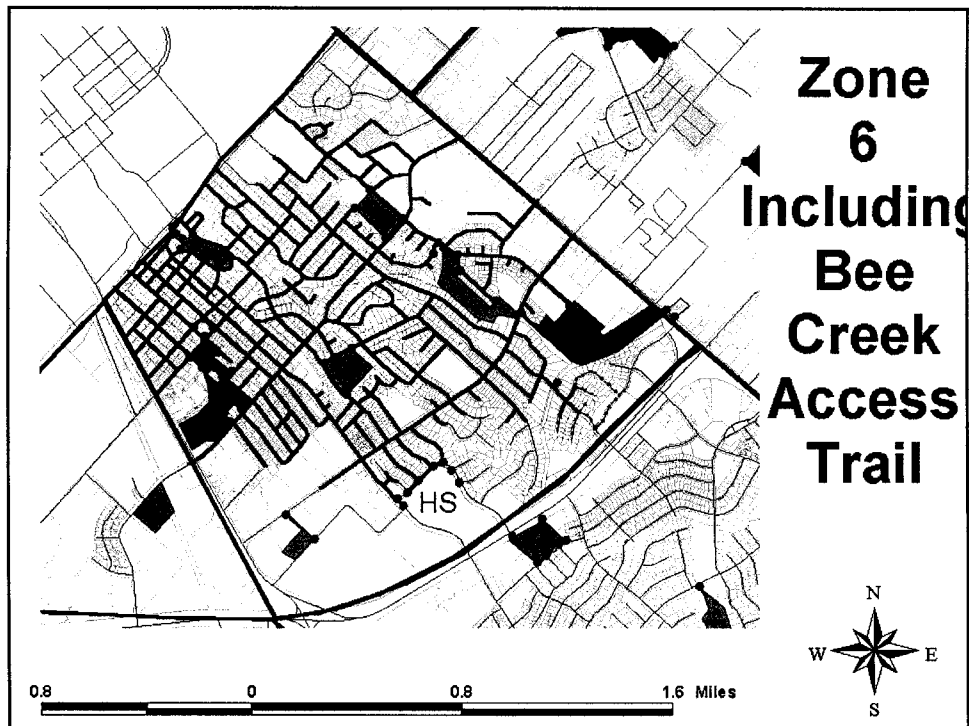 Zone
6
Including
Bee
Creek
Access
Trail
HS
N
W E
S
0.8 0 0.8 1.6 Miles